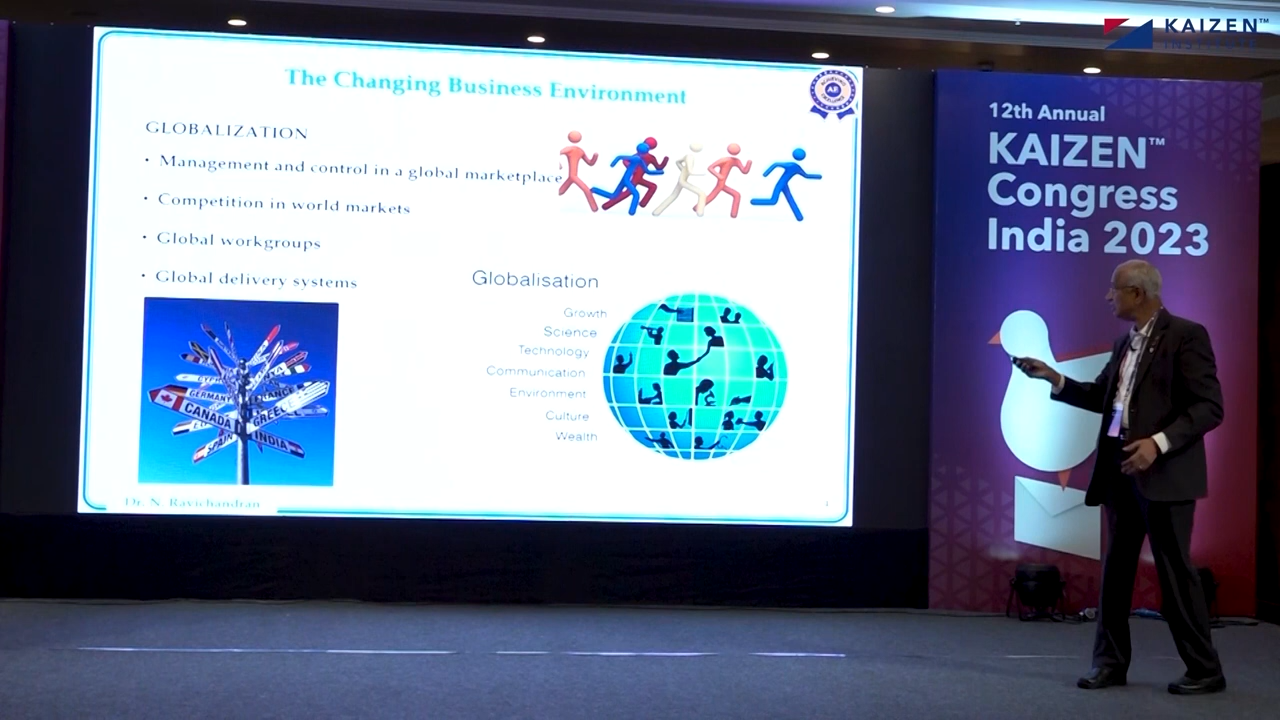 KAIZEN™
INSTITUTE
The Changing Business Environment
GLOBALIZATION
• Management and control in a global marketplace
• Competition in world markets
• Global workgroups
• Global delivery systems
Globalisation
Growth
Science
Technology
Communication
Environment
Culture
Wealth
GERMANY
CANADA
GREECE
SPAIN
INDIA
Dr. N. Ravichandran
12th Annual
KAIZEN™
Congress
India 2023